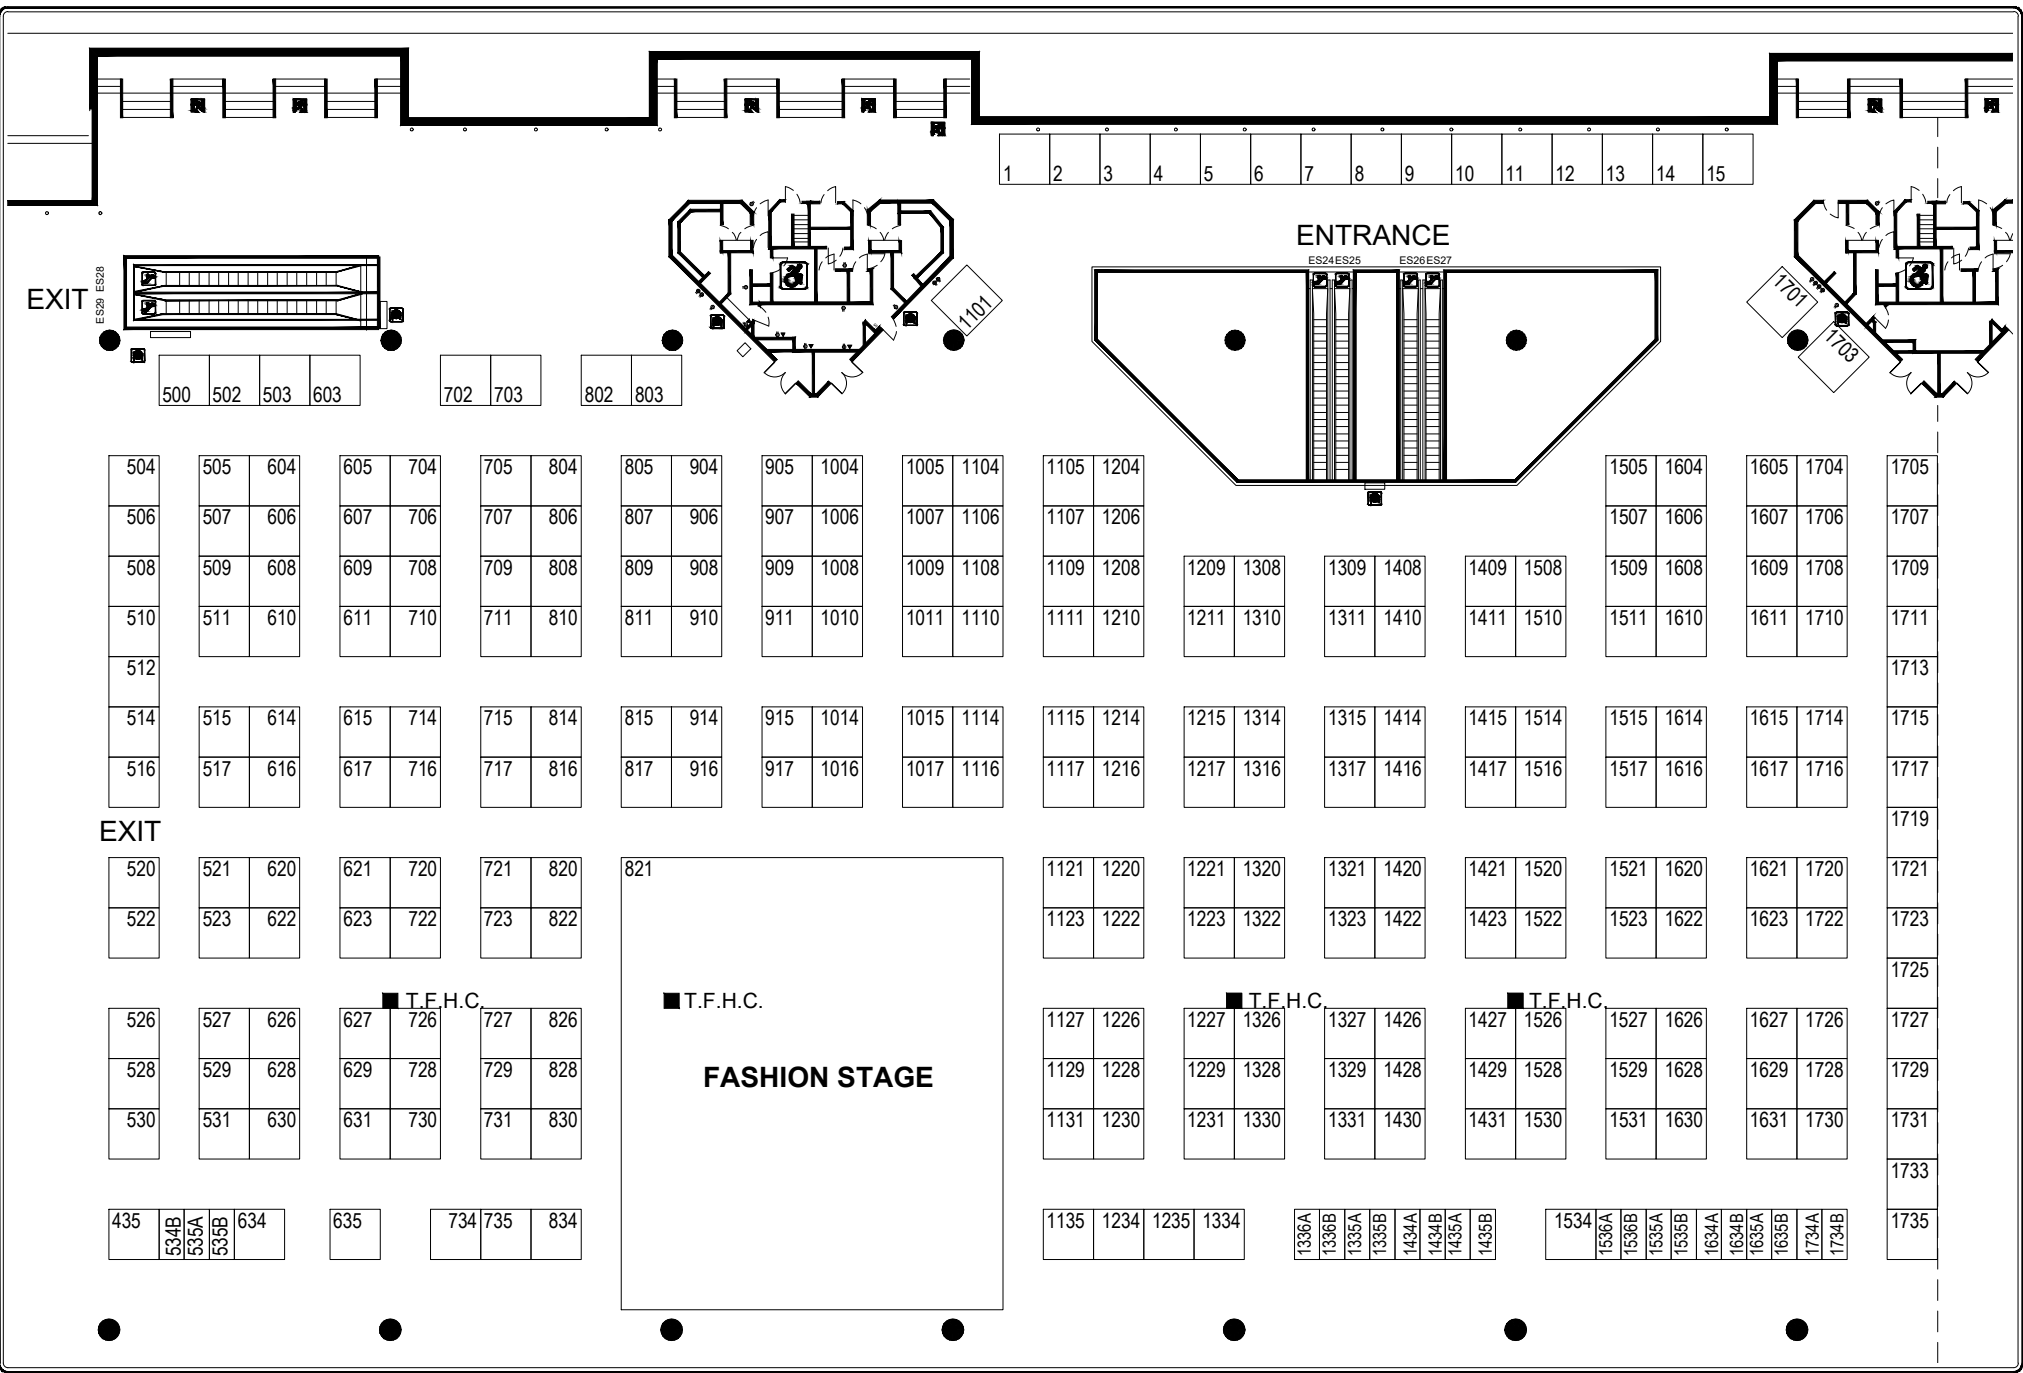 1 2 3 4 5 6 7 8 9 10 11 12 13 14 15
ENTRANCE
ES24 ES25 ES26 ES27
EXIT
ES29 ES28
1101
1701
1703
500 502 503 603 702 703 802 803
504 505 604 605 704 705 804 805 904 905 1004 1005 1104 1105 1204 1505 1604 1605 1704 1705
506 507 606 607 706 707 806 807 906 907 1006 1007 1106 1107 1206 1507 1606 1607 1706 1707
508 509 608 609 708 709 808 809 908 909 1008 1009 1108 1109 1208 1209 1308 1309 1408 1409 1508 1509 1608 1609 1708 1709
510 511 610 611 710 711 810 811 910 911 1010 1011 1110 1111 1210 1211 1310 1311 1410 1411 1510 1511 1610 1611 1710 1711
512 1713
514 515 614 615 714 715 814 815 914 915 1014 1015 1114 1115 1214 1215 1314 1315 1414 1415 1514 1515 1614 1615 1714 1715
516 517 616 617 716 717 816 817 916 917 1016 1017 1116 1117 1216 1217 1316 1317 1416 1417 1516 1517 1616 1617 1716 1717
EXIT 1719
520 521 620 621 720 721 820 821 1121 1220 1221 1320 1321 1420 1421 1520 1521 1620 1621 1720 1721
522 523 622 623 722 723 822 1123 1222 1223 1322 1323 1422 1423 1522 1523 1622 1623 1722 1723
1725
T.F.H.C. T.F.H.C. T.F.H.C. T.F.H.C.
526 527 626 627 726 727 826 1127 1226 1227 1326 1327 1426 1427 1526 1527 1626 1627 1726 1727
528 529 628 629 728 729 828 FASHION STAGE 1129 1228 1229 1328 1329 1428 1429 1528 1529 1628 1629 1728 1729
530 531 630 631 730 731 830 1131 1230 1231 1330 1331 1430 1431 1530 1531 1630 1631 1730 1731
1733
435 534B 535A 535B 634 635 734 735 834 1135 1234 1235 1334 1336A 1336B 1335A 1335B 1434A 1434B 1435A 1435B 1534 1536A 1536B 1535A 1535B 1634A 1634B 1635A 1635B 1734A 1734B 1735